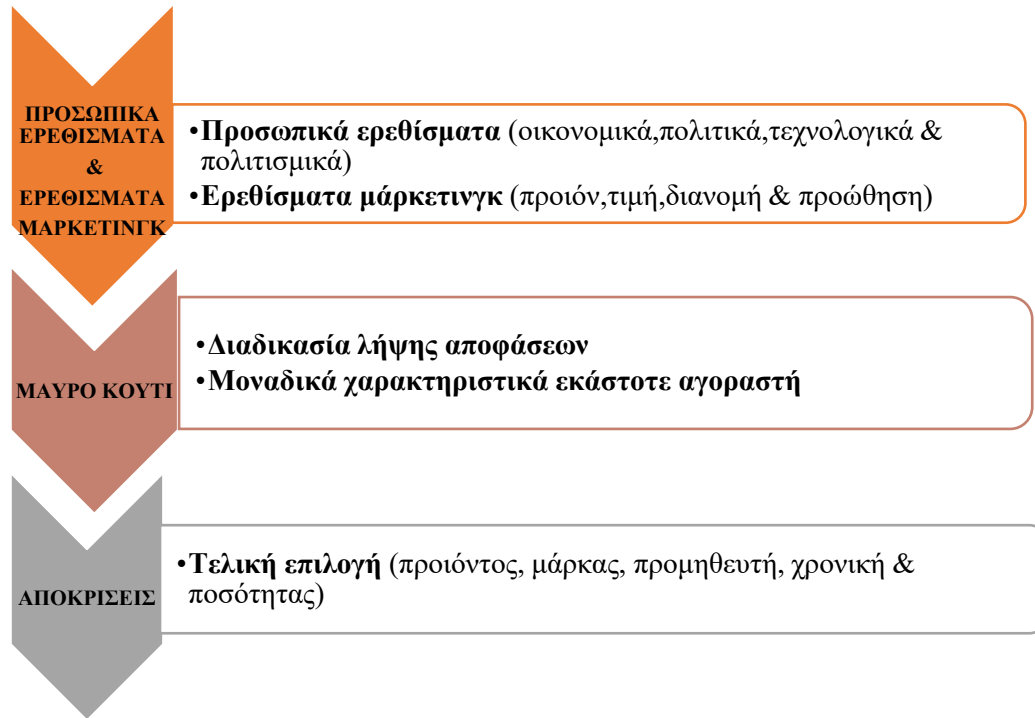 ΠΡΟΣΩΠΙΚΑ
ΕΡΕΘΙΣΜΑΤΑ
&
ΕΡΕΘΙΣΜΑΤΑ
ΜΑΡΚΕΤΙΝΓΚ
•Προσωπικά ερεθίσματα (οικονομικά,πολιτικά,τεχνολογικά &
πολιτισμικά)
•Ερεθίσματα μάρκετινγκ (προιόν,τιμή,διανομή & προώθηση)
ΜΑΥΡΟ ΚΟΥΤΙ
•Διαδικασία λήψης αποφάσεων
•Μοναδικά χαρακτηριστικά εκάστοτε αγοραστή
ΑΠΟΚΡΙΣΕΙΣ
•Τελική επιλογή (προιόντος, μάρκας, προμηθευτή, χρονική &
ποσότητας)